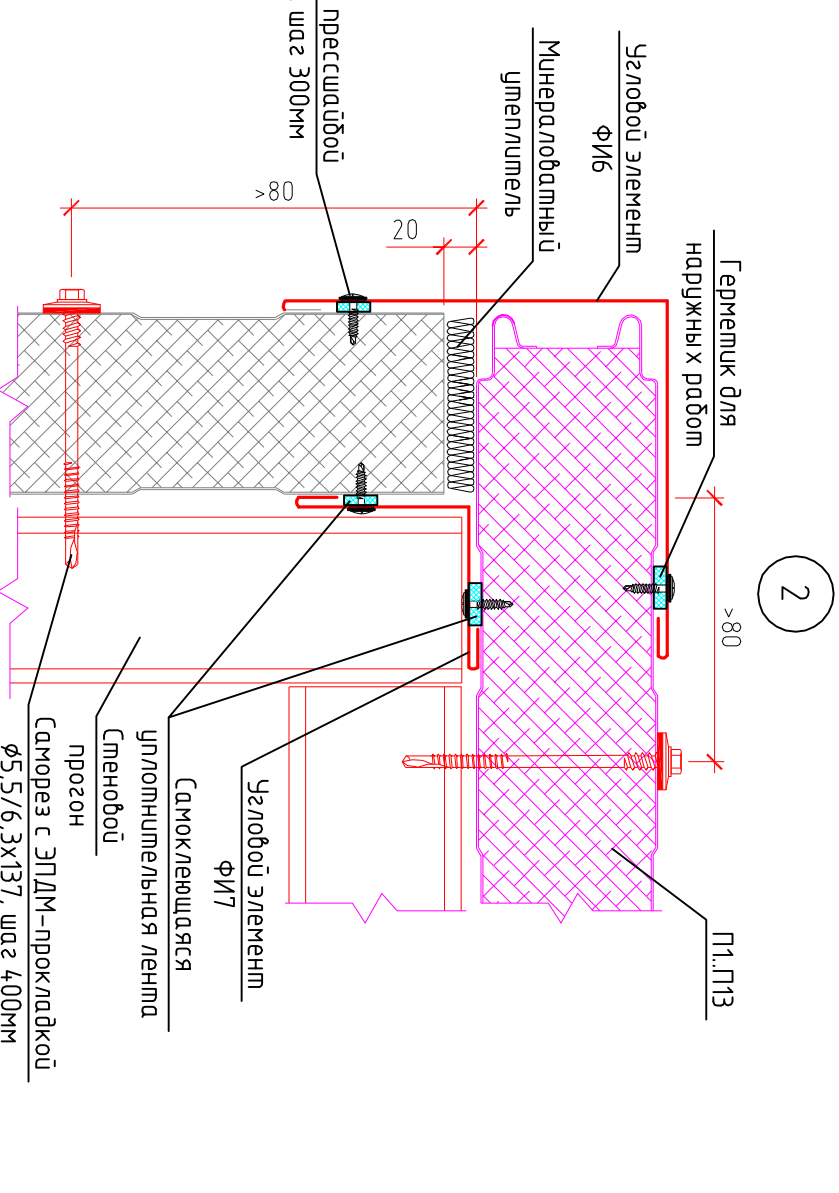 2
Герметик для
наружных работ
Угловой элемент
ФИ6
Минераловатный
утеплитель
прессшайбой
шаг 300мм
>80
20
>80
П1..П13
Угловой элемент
ФИ7
Самоклеющаяся
уплотнительная лента
Стеновой
прогон
Саморез с ЭПДМ-прокладкой
ϕ5,5/6,3х137, шаг 400мм